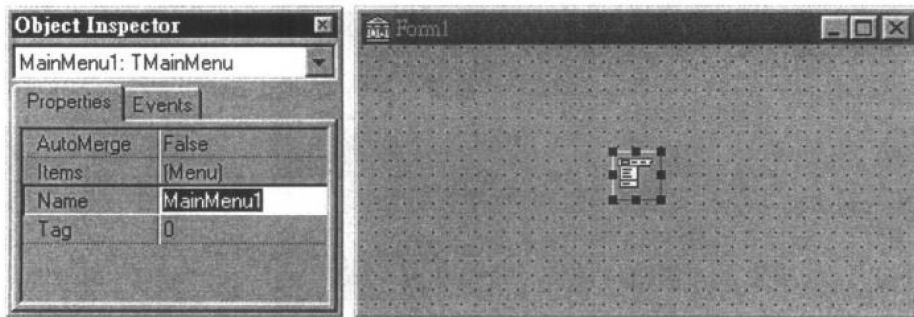 Object Inspector
MainMenu1: TMainMenu
Properties Events
AutoMerge False
Items (Menu)
Name MainMenu1
Tag 0
Form1